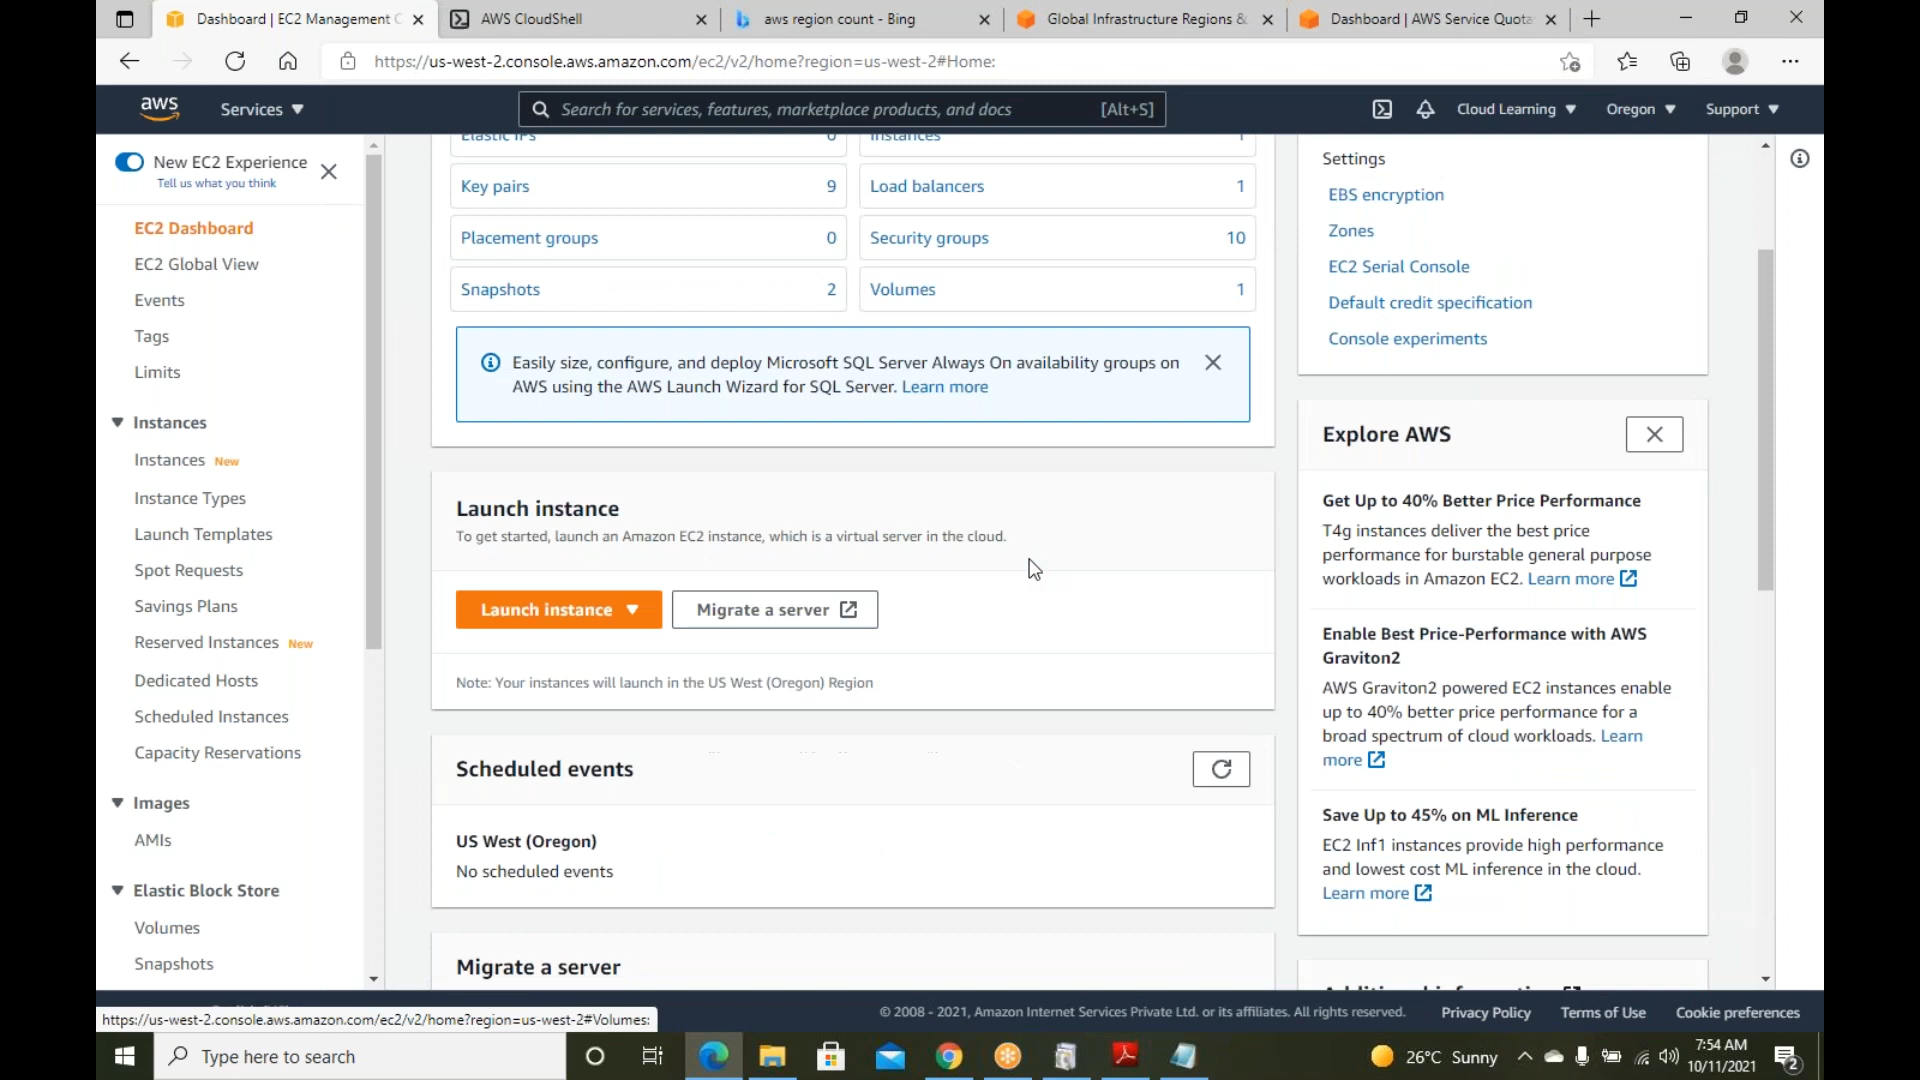 Dashboard | EC2 Management C
AWS CloudShell
aws region count - Bing
Global Infrastructure Regions &
Dashboard | AWS Service Quota
https://us-west-2.console.aws.amazon.com/ec2/v2/home?region=us-west-2#Home:
aws
Services
Search for services, features, marketplace products, and docs
[Alt+S]
Cloud Learning
Oregon
Support
New EC2 Experience
Tell us what you think
EC2 Dashboard
EC2 Global View
Events
Tags
Limits
Instances
Instances New
Instance Types
Launch Templates
Spot Requests
Savings Plans
Reserved Instances New
Dedicated Hosts
Scheduled Instances
Capacity Reservations
Images
AMIs
Elastic Block Store
Volumes
Snapshots
Elastic IPs 0
Instances 1
Key pairs 9
Load balancers 1
Placement groups 0
Security groups 10
Snapshots 2
Volumes 1
Easily size, configure, and deploy Microsoft SQL Server Always On availability groups on
AWS using the AWS Launch Wizard for SQL Server. Learn more
Launch instance
To get started, launch an Amazon EC2 instance, which is a virtual server in the cloud.
Launch instance
Migrate a server
Note: Your instances will launch in the US West (Oregon) Region
Scheduled events
US West (Oregon)
No scheduled events
Migrate a server
Settings
EBS encryption
Zones
EC2 Serial Console
Default credit specification
Console experiments
Explore AWS
Get Up to 40% Better Price Performance
T4g instances deliver the best price
performance for burstable general purpose
workloads in Amazon EC2. Learn more
Enable Best Price-Performance with AWS
Graviton2
AWS Graviton2 powered EC2 instances enable
up to 40% better price performance for a
broad spectrum of cloud workloads. Learn
more
Save Up to 45% on ML Inference
EC2 Inf1 instances provide high performance
and lowest cost ML inference in the cloud.
Learn more
https://us-west-2.console.aws.amazon.com/ec2/v2/home?region=us-west-2#Volumes:
© 2008 - 2021, Amazon Internet Services Private Ltd. or its affiliates. All rights reserved.
Privacy Policy
Terms of Use
Cookie preferences
Type here to search
26°C Sunny
7:54 AM
10/11/2021
2